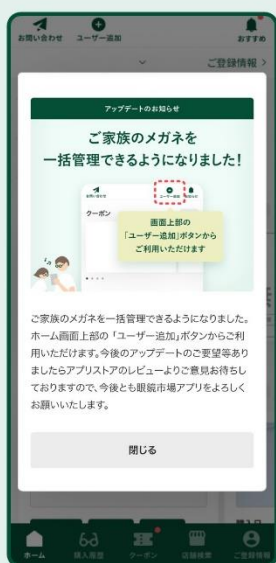 お問い合わせ
ユーザー追加
おすすめ
ご登録情報 >
アップデートのお知らせ
ご家族のメガネを
一括管理できるようになりました!
クーポン
画面上部の
「ユーザー追加」ボタンから
ご利用いただけます
ご家族のメガネを一括管理できるようになりました。
ホーム画面上部の「ユーザー追加」ボタンからご利
用いただけます。今後のアップデートのご要望等あり
ましたらアプリストアのレビューよりご意見お待ちし
ておりますので、今後とも眼鏡市場アプリをよろしく
お願いいたします。
閉じる
ホーム
購入履歴
クーポン
店舗検索
ご登録情報